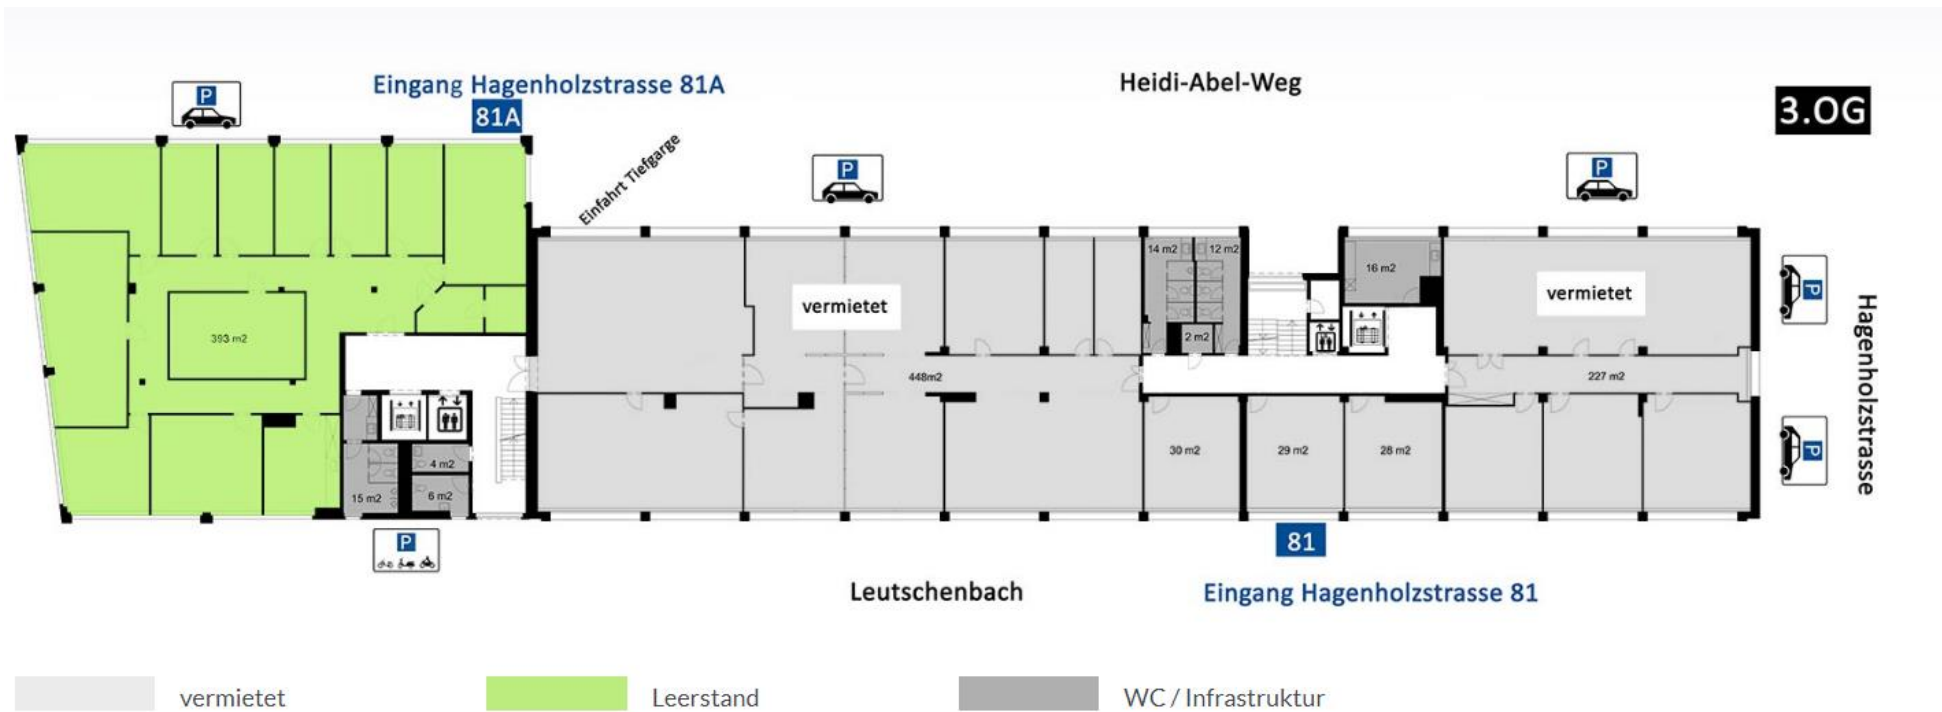 Eingang Hagenholzstrasse 81A
81A
Heidi-Abel-Weg
3.OG
P
Einfahrt Tiefgarge
P
P
14 m2
12 m2
16 m2
vermietet
vermietet
P
Hagenholzstrasse
393 m2
2 m2
448m2
227 m2
30 m2
29 m2
28 m2
P
4 m2
15 m2
6 m2
P
81
Leutschenbach
Eingang Hagenholzstrasse 81
vermietet
Leerstand
WC / Infrastruktur